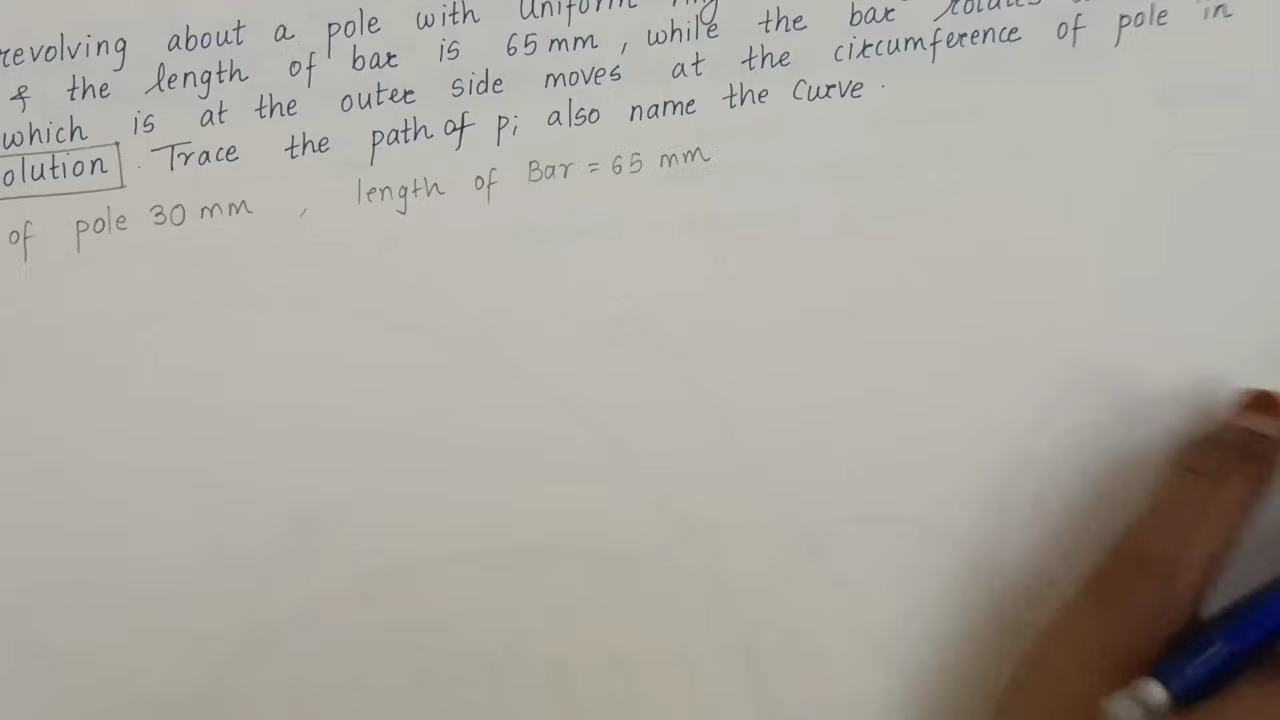 revolving about a pole with Uniform
& the length of bar is 65 mm , while the bar
which is at the outer side moves at the circumference of pole in
olution . Trace the path of P; also name the Curve .
of pole 30 mm , length of Bar = 65 mm